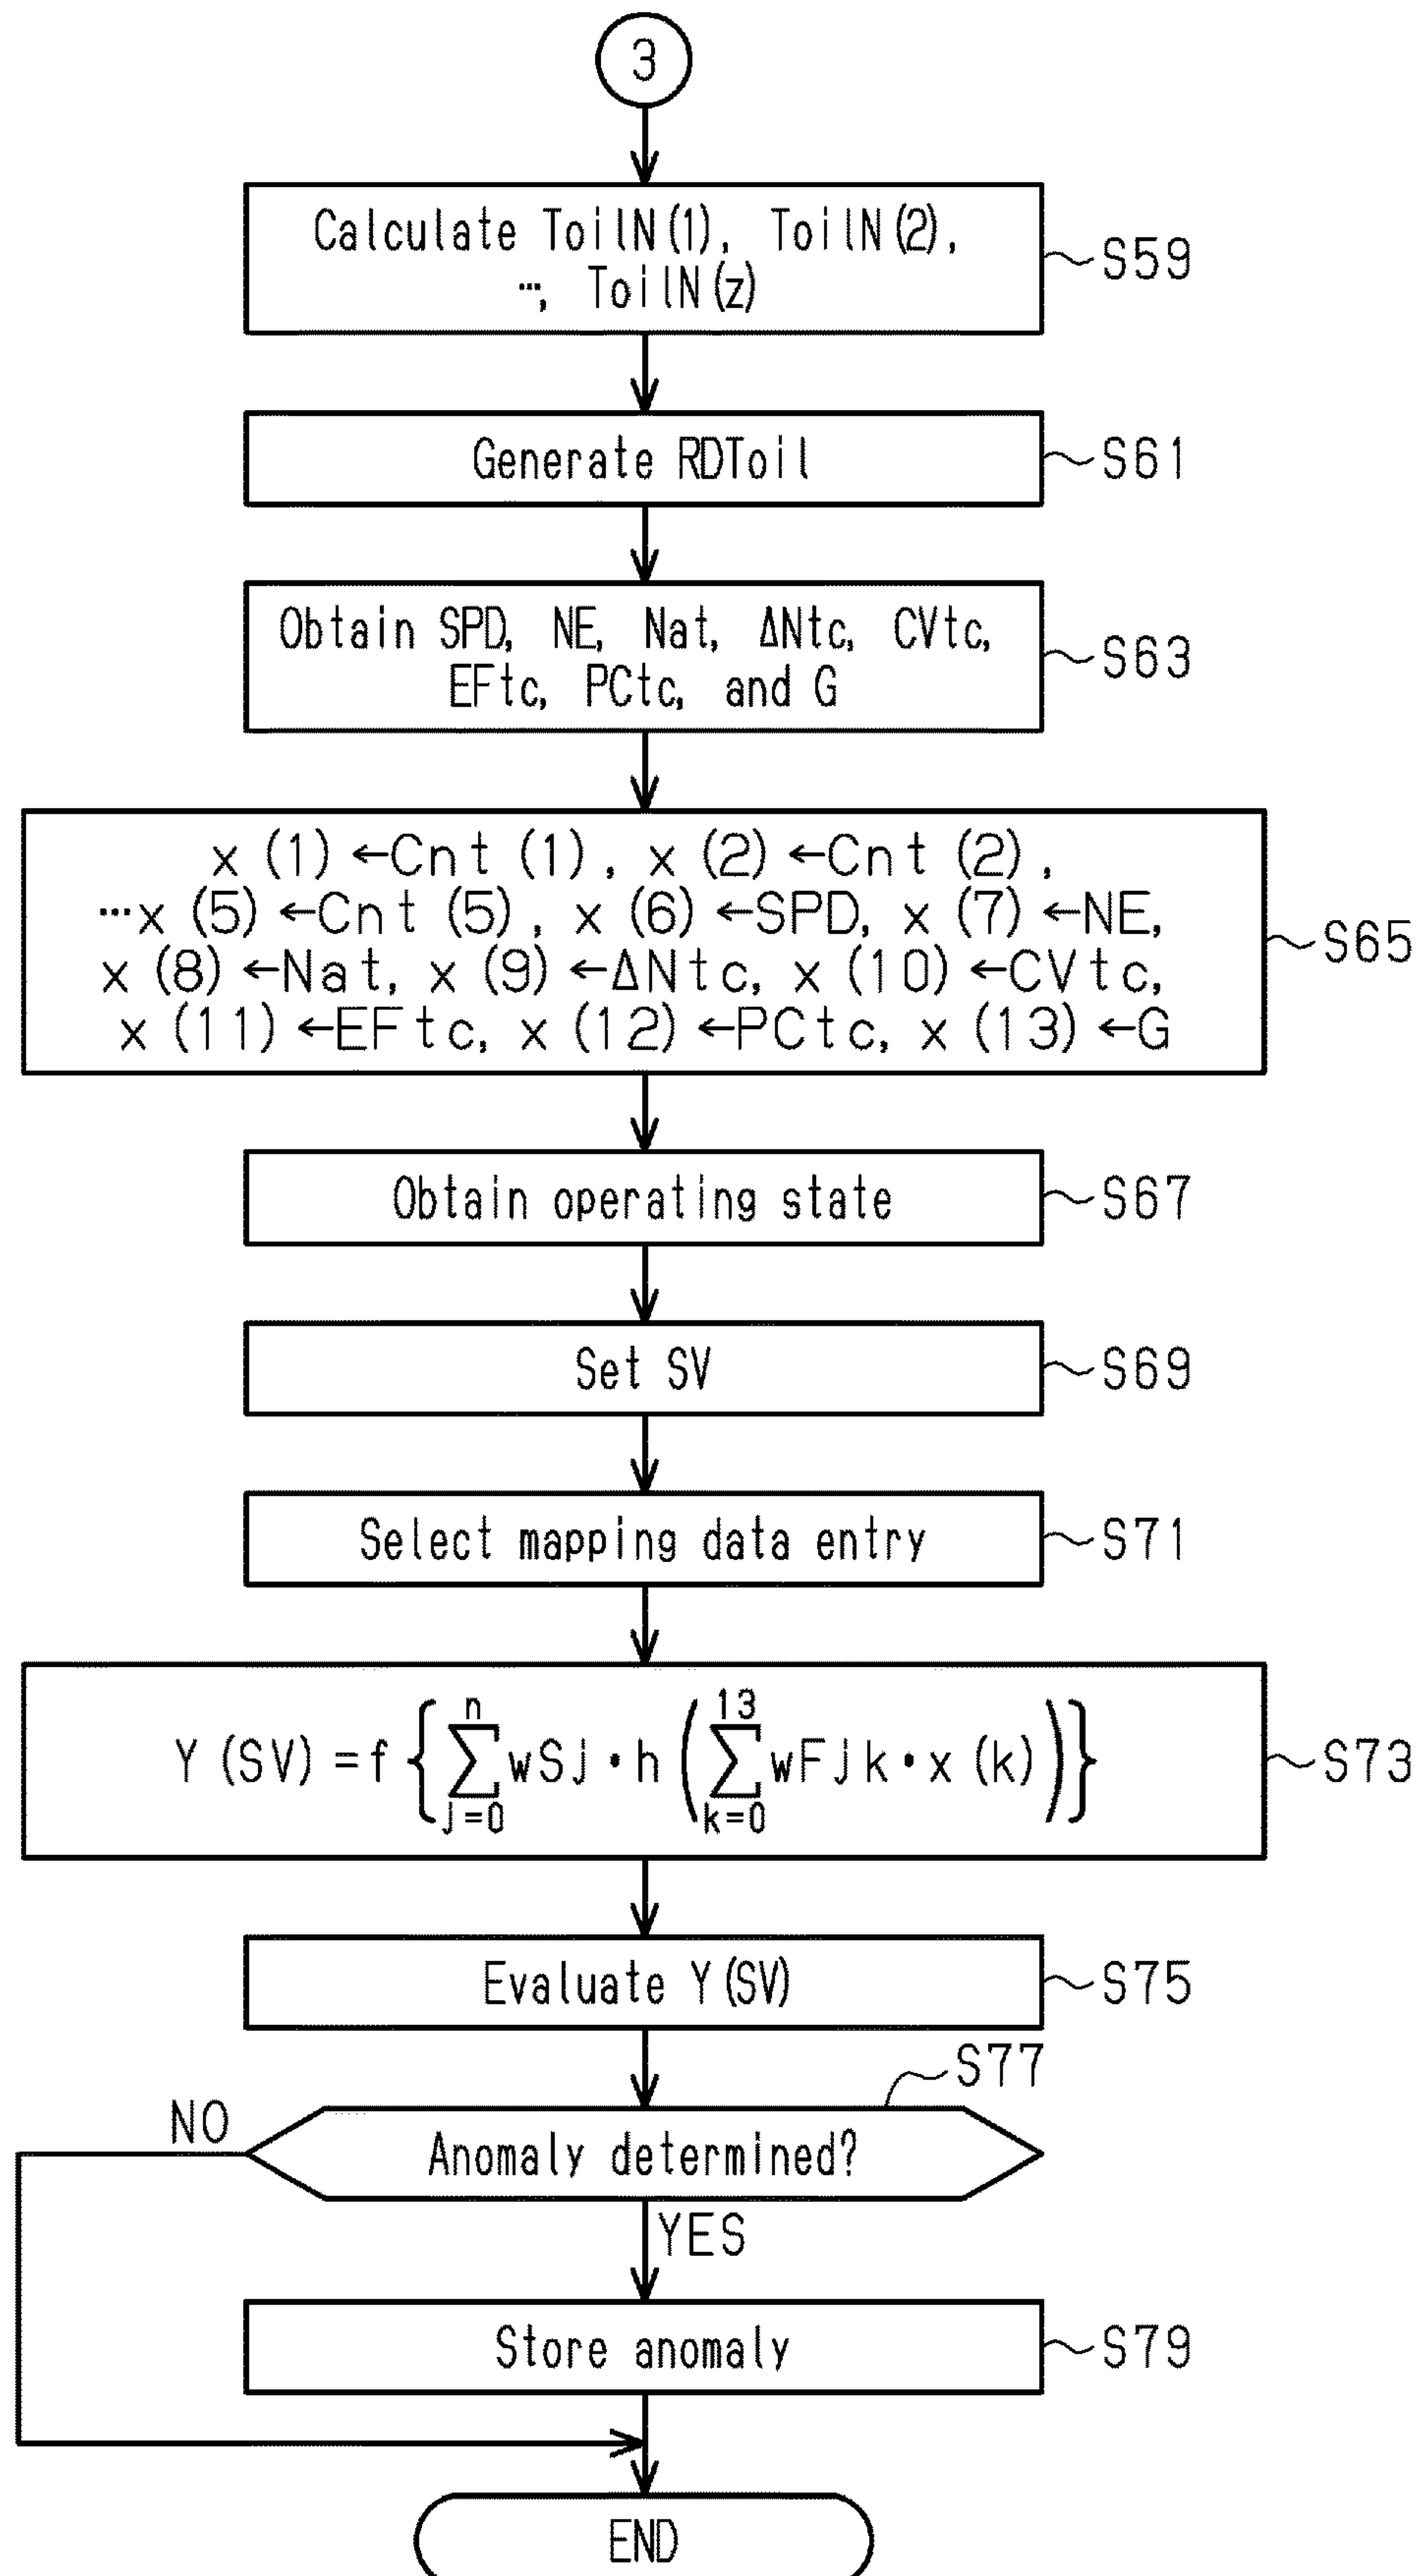 3
Calculate ToilN(1), ToilN(2),
…, ToilN(z)
S59
Generate RDToil
S61
Obtain SPD, NE, Nat, ΔNtc, CVtc,
EFtc, PCtc, and G
S63
x (1) ←Cnt (1), x (2) ←Cnt (2),
…x (5) ←Cnt (5), x (6) ←SPD, x (7) ←NE,
x (8) ←Nat, x (9) ←ΔNtc, x (10) ←CVtc,
x (11) ←EFtc, x (12) ←PCtc, x (13) ←G
S65
Obtain operating state
S67
Set SV
S69
Select mapping data entry
S71
Y (SV) = f { n∑j=0 wSj・h ( 13∑k=0 wFjk・x (k) ) }
S73
Evaluate Y(SV)
S75
S77
NO
Anomaly determined?
YES
Store anomaly
S79
END